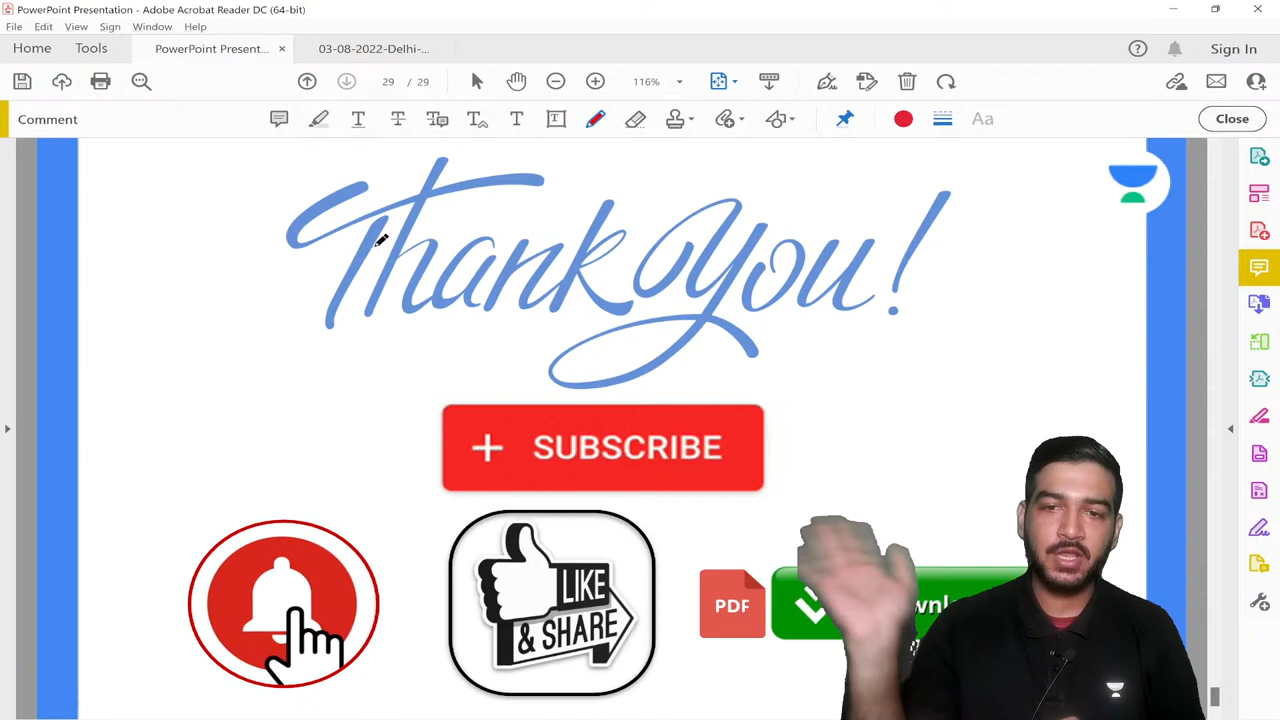 PowerPoint Presentation - Adobe Acrobat Reader DC (64-bit)
File Edit View Sign Window Help
Home Tools PowerPoint Present... × 03-08-2022-Delhi-... Sign In
29 / 29 116%
Comment Aa Close
Thank You!
+ SUBSCRIBE
LIKE
& SHARE
PDF